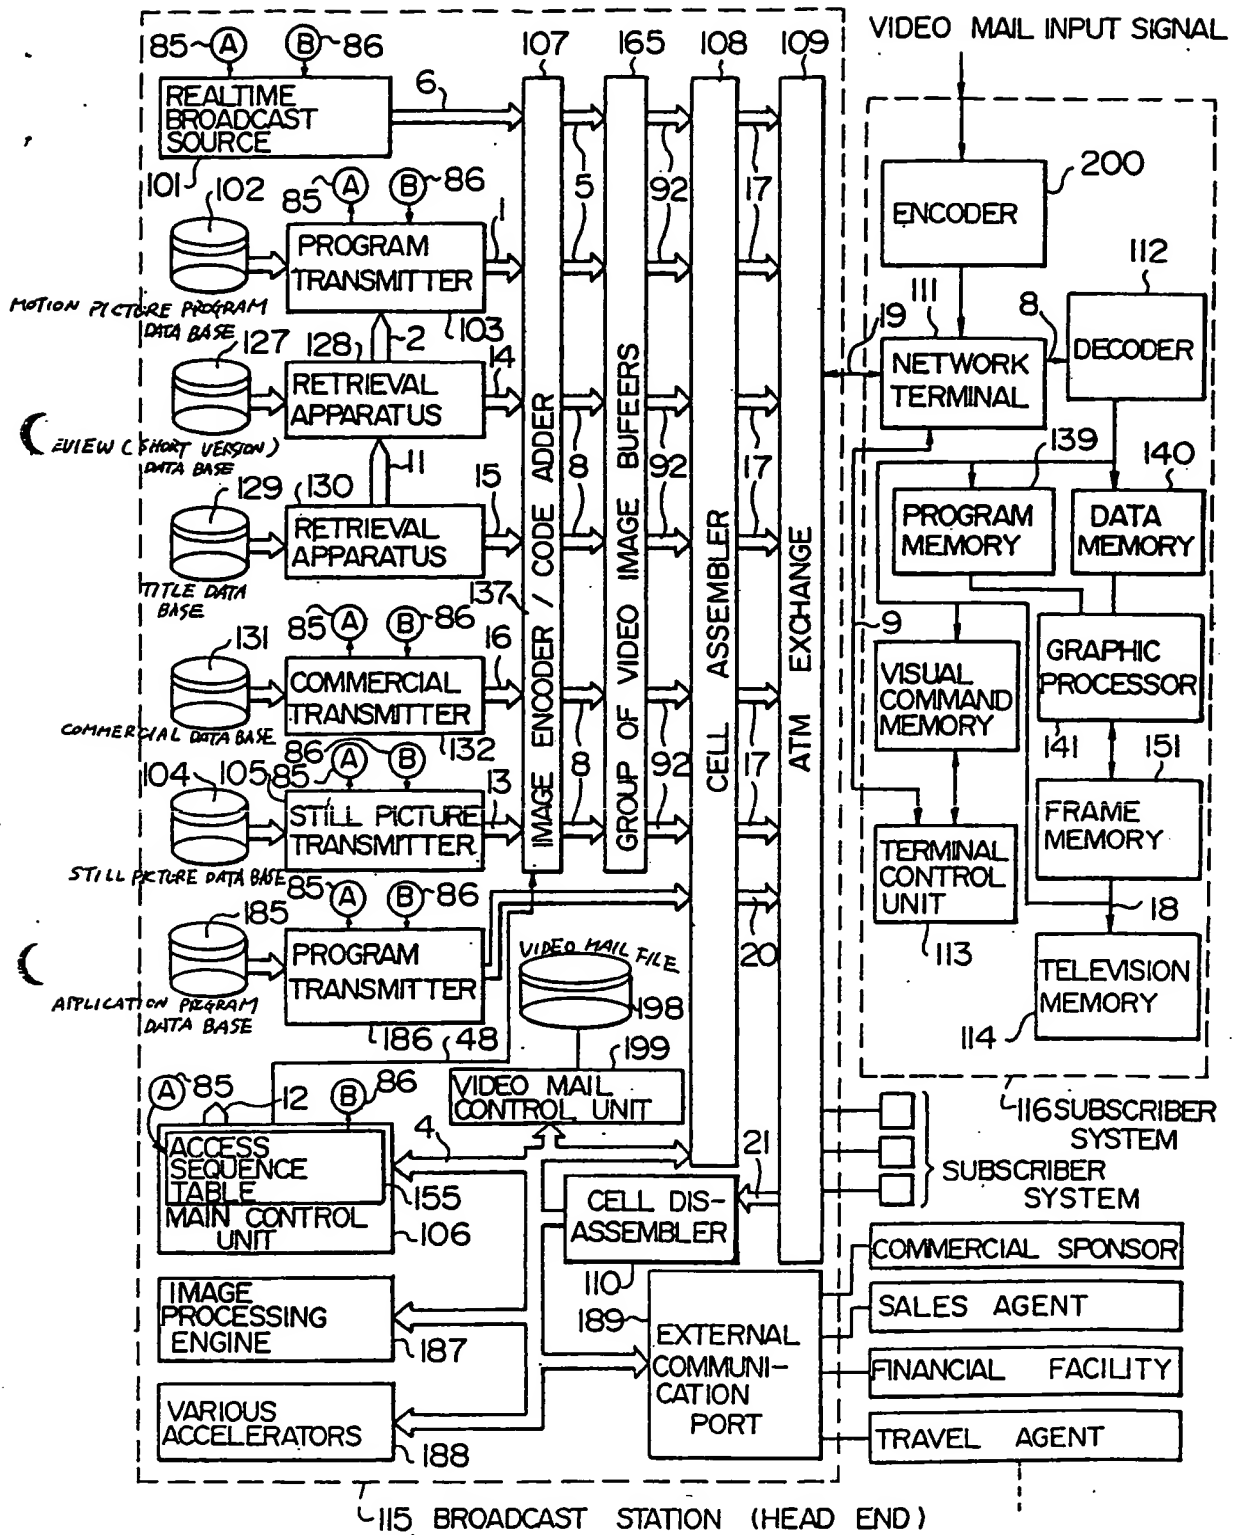 85 A B 86 107 165 108 109 VIDEO MAIL INPUT SIGNAL
REALTIME
BROADCAST
SOURCE
6
101
5 92 17
102
85 A B 86
PROGRAM
TRANSMITTER
1
MOTION PICTURE PROGRAM
DATA BASE
103
2
127
128
RETRIEVAL
APPARATUS
14
8 92 17
EVIEW (SHORT VERSION)
DATA BASE
11
129
130
RETRIEVAL
APPARATUS
15
TITLE DATA
BASE
137
131
85 A B 86
COMMERCIAL
TRANSMITTER
16
COMMERCIAL DATA BASE
132
8 92 17
104
105
86
85 A B
STILL PICTURE
TRANSMITTER
13
STILL PICTURE DATA BASE
185
85 A B 86
PROGRAM
TRANSMITTER
APPLICATION PROGRAM
DATA BASE
186
48
20
VIDEO MAIL FILE
198
199
VIDEO MAIL
CONTROL UNIT
IMAGE ENCODER / CODE ADDER
GROUP OF VIDEO IMAGE BUFFERS
CELL ASSEMBLER
ATM EXCHANGE
A 85 12 B 86
ACCESS
SEQUENCE
TABLE
155
MAIN CONTROL
UNIT
106
4
21
CELL DIS-
ASSEMBLER
110
IMAGE
PROCESSING
ENGINE
187
VARIOUS
ACCELERATORS
188
189
EXTERNAL
COMMUNI-
CATION
PORT
115 BROADCAST STATION (HEAD END)
ENCODER
200
112
111
19
8
NETWORK
TERMINAL
DECODER
139
140
PROGRAM
MEMORY
DATA
MEMORY
9
VISUAL
COMMAND
MEMORY
GRAPHIC
PROCESSOR
141
151
TERMINAL
CONTROL
UNIT
113
FRAME
MEMORY
18
TELEVISION
MEMORY
114
116 SUBSCRIBER
SYSTEM
SUBSCRIBER
SYSTEM
COMMERCIAL SPONSOR
SALES AGENT
FINANCIAL FACILITY
TRAVEL AGENT